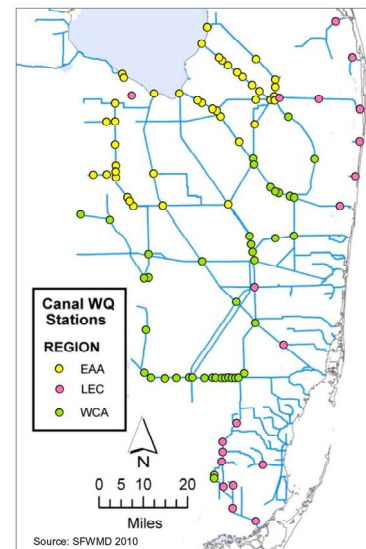 Canal WQ
Stations
REGION
EAA
LEC
WCA
N
0 5 10 20
Miles
Source: SFWMD 2010